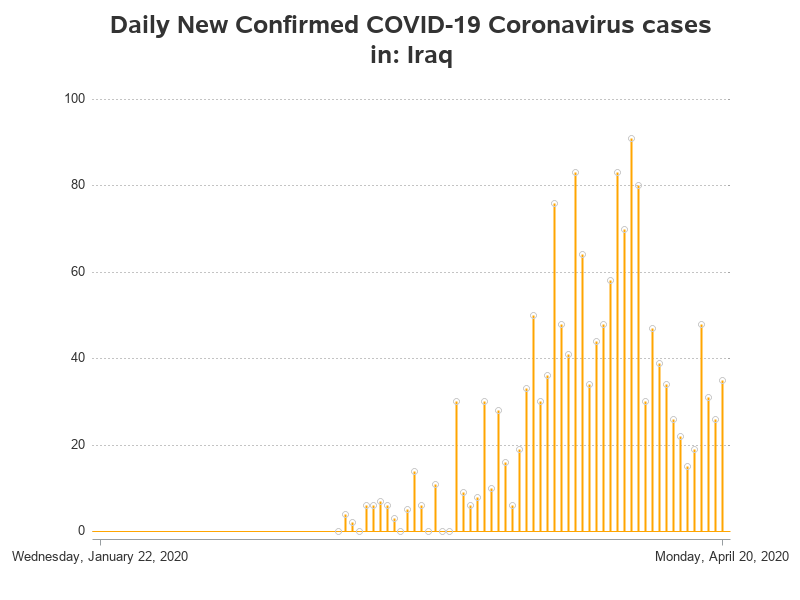 Daily New Confirmed COVID-19 Coronavirus cases
in: Iraq
100
80
60
40
20
0
Wednesday, January 22, 2020
Monday, April 20, 2020